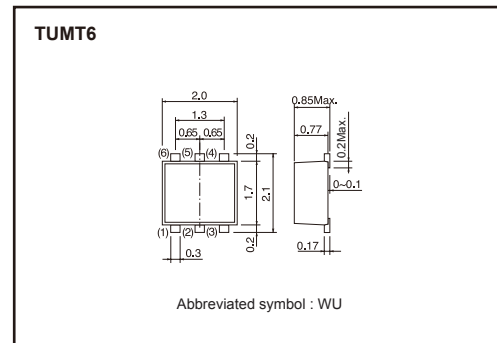 TUMT6
2.0
1.3
0.65 0.65
(6) (5) (4)
0.2
1.7
2.1
0.2
(1) (2) (3)
0.3
0.85Max.
0.77
0.2Max.
0~0.1
0.17
Abbreviated symbol : WU